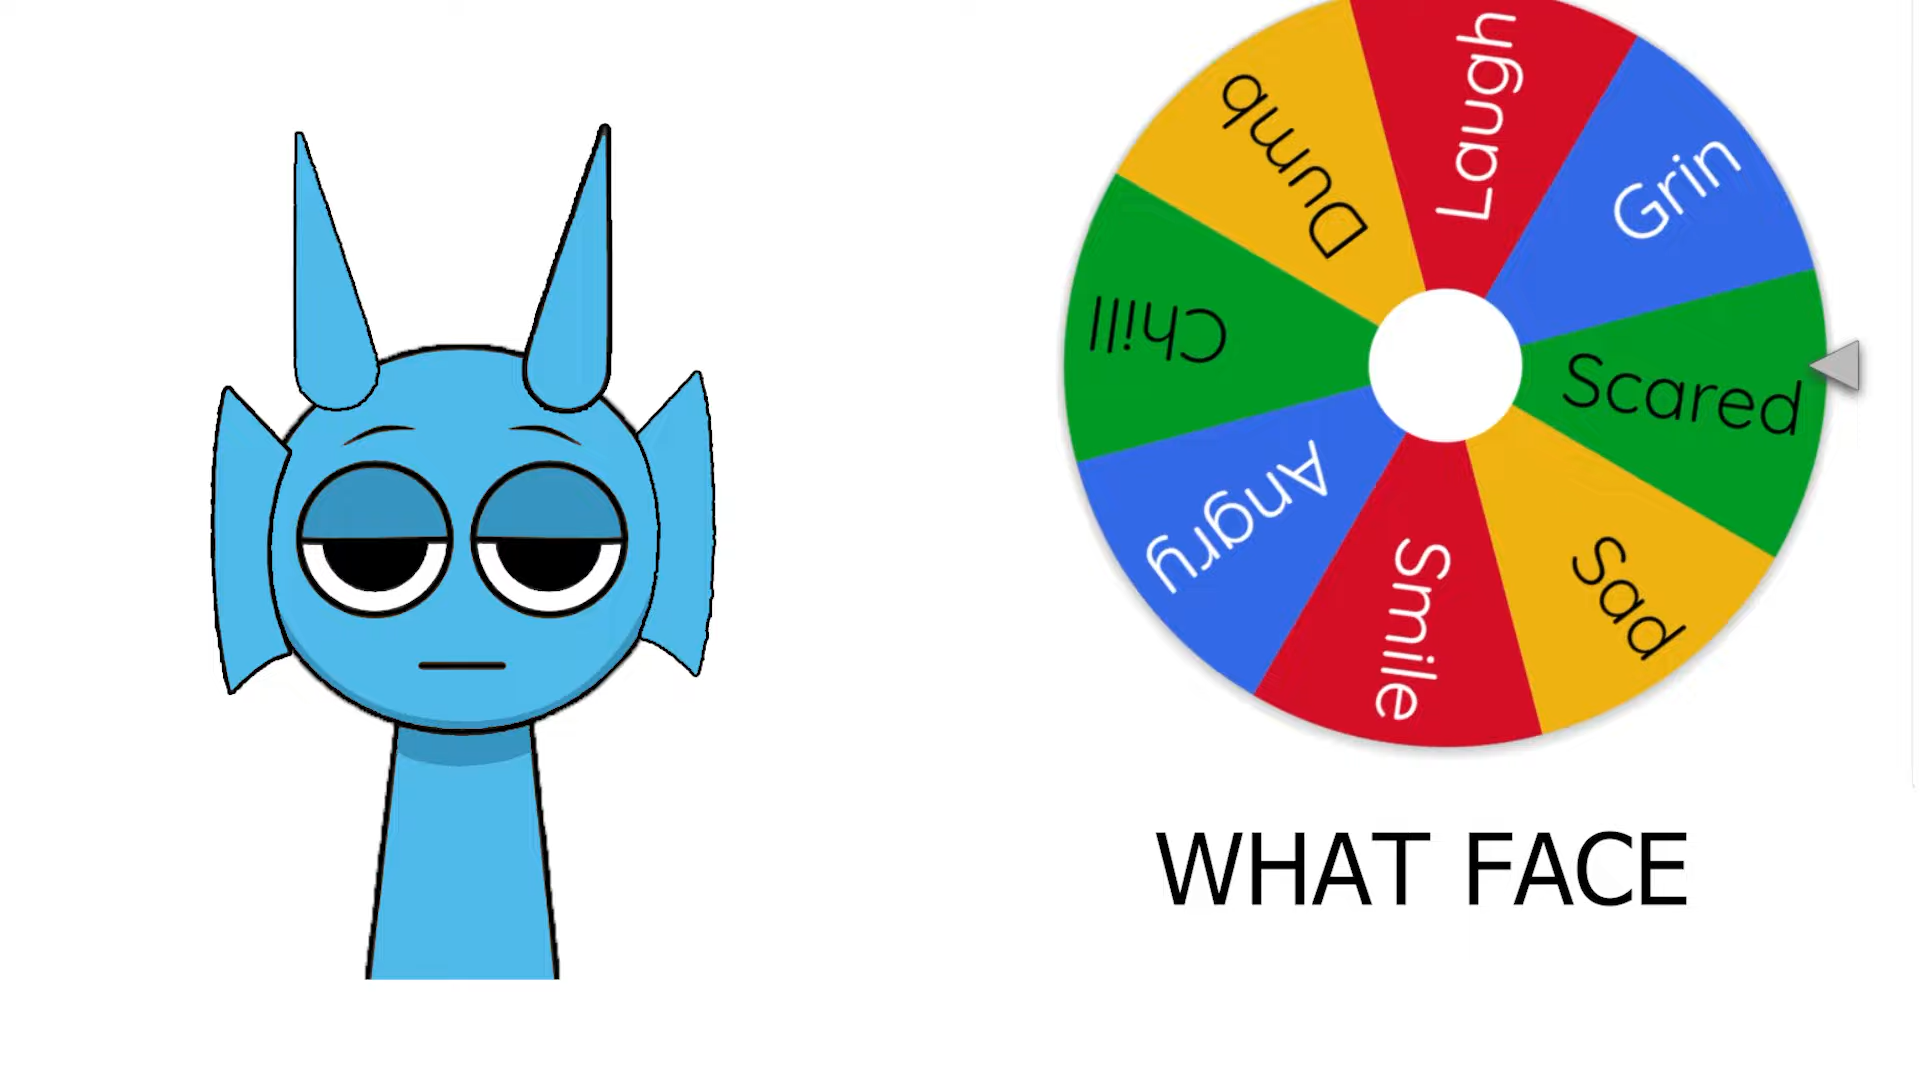 Laugh
Grin
Scared
Sad
Smile
Angry
Chill
Dumb
WHAT FACE